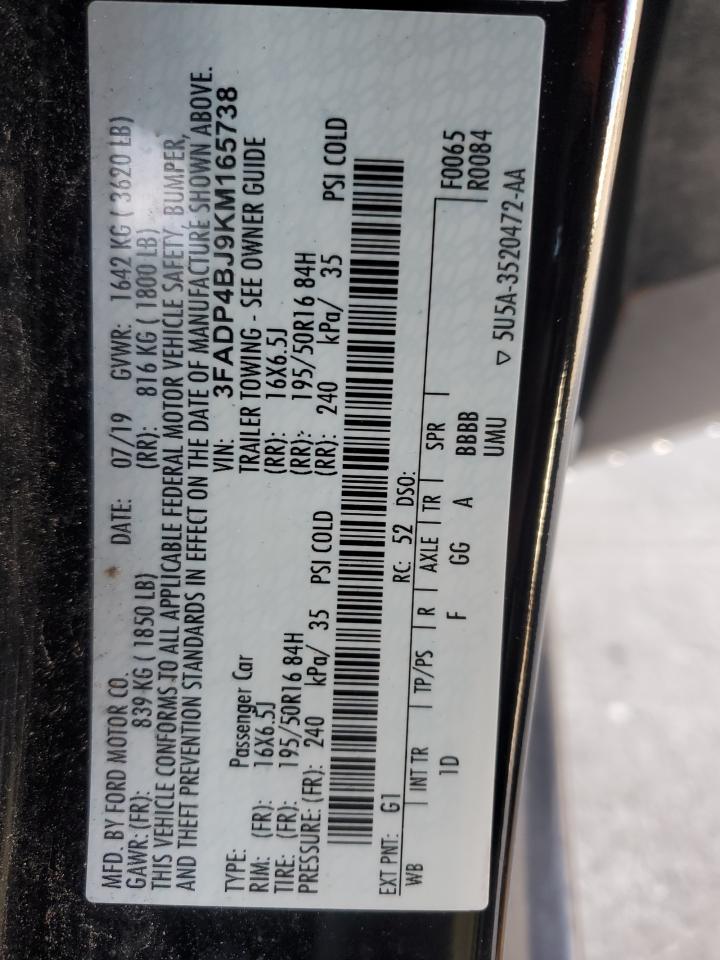 MFD. BY FORD MOTOR CO. DATE: 07/19 GVWR: 1642 KG ( 3620 LB)
GAWR: (FR): 839 KG ( 1850 LB) (RR): 816 KG ( 1800 LB)
THIS VEHICLE CONFORMS TO ALL APPLICABLE FEDERAL MOTOR VEHICLE SAFETY, BUMPER,
AND THEFT PREVENTION STANDARDS IN EFFECT ON THE DATE OF MANUFACTURE SHOWN ABOVE.
VIN: 3FADP4BJ9KM165738
TYPE: Passenger Car TRAILER TOWING - SEE OWNER GUIDE
RIM: (FR): 16X6.5J (RR): 16X6.5J
TIRE: (FR): 195/50R16 84H (RR): 195/50R16 84H
PRESSURE: (FR): 240 kPa/ 35 PSI COLD (RR): 240 kPa/ 35 PSI COLD
EXT PNT: G1 RC: 52 DSO:
WB INT TR TP/PS R AXLE TR SPR F0065
1D F GG A BBBB R0084
UMU
▽ 5U5A-3520472-AA